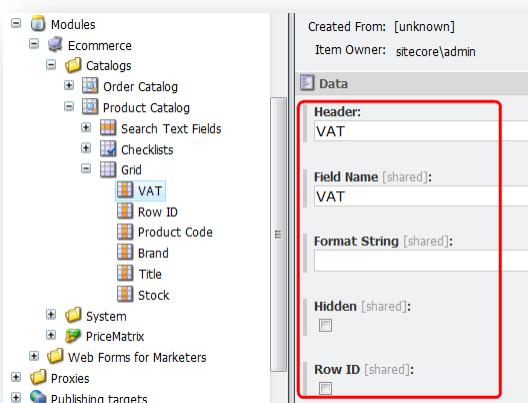 Modules
Ecommerce
Catalogs
Order Catalog
Product Catalog
Search Text Fields
Checklists
Grid
VAT
Row ID
Product Code
Brand
Title
Stock
System
PriceMatrix
Web Forms for Marketers
Proxies
Publishing targets
Created From: [unknown]
Item Owner: sitecore\admin
Data
Header:
VAT
Field Name [shared]:
VAT
Format String [shared]:
Hidden [shared]:
Row ID [shared]: